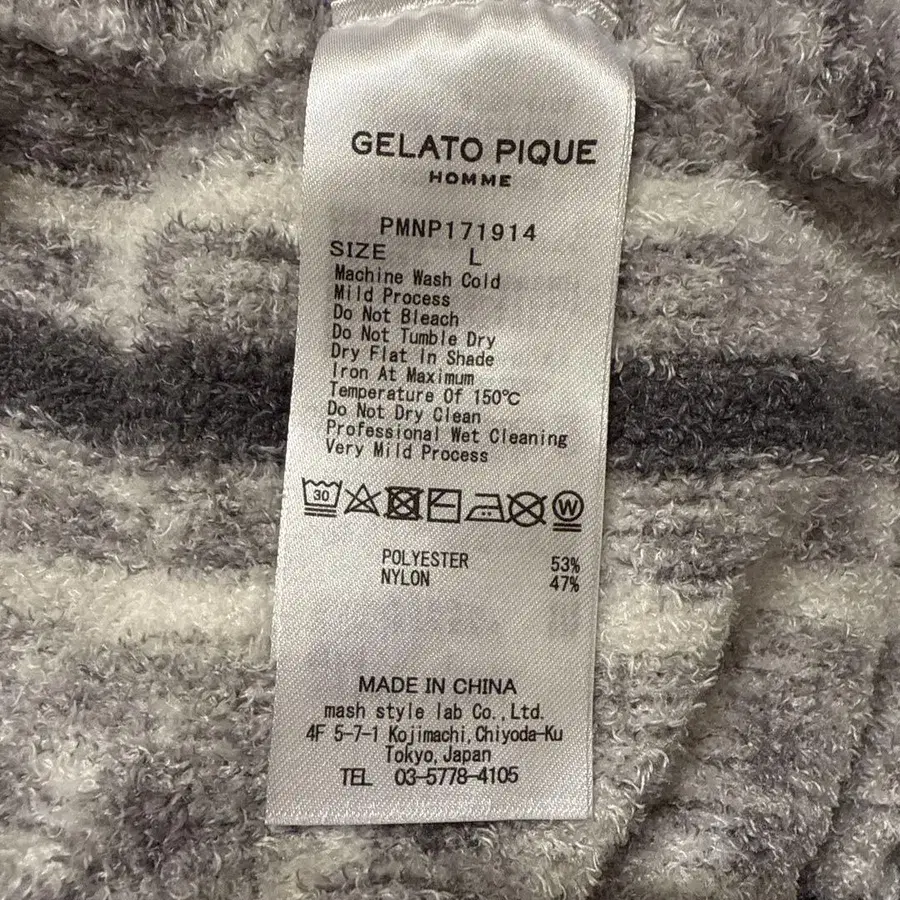 GELATO PIQUE
HOMME
PMNP171914
SIZE L
Machine Wash Cold
Mild Process
Do Not Bleach
Do Not Tumble Dry
Dry Flat In Shade
Iron At Maximum
Temperature Of 150℃
Do Not Dry Clean
Professional Wet Cleaning
Very Mild Process
30 W
POLYESTER 53%
NYLON 47%
MADE IN CHINA
mash style lab Co.,Ltd.
4F 5-7-1 Kojimachi,Chiyoda-Ku
Tokyo,Japan
TEL 03-5778-4105